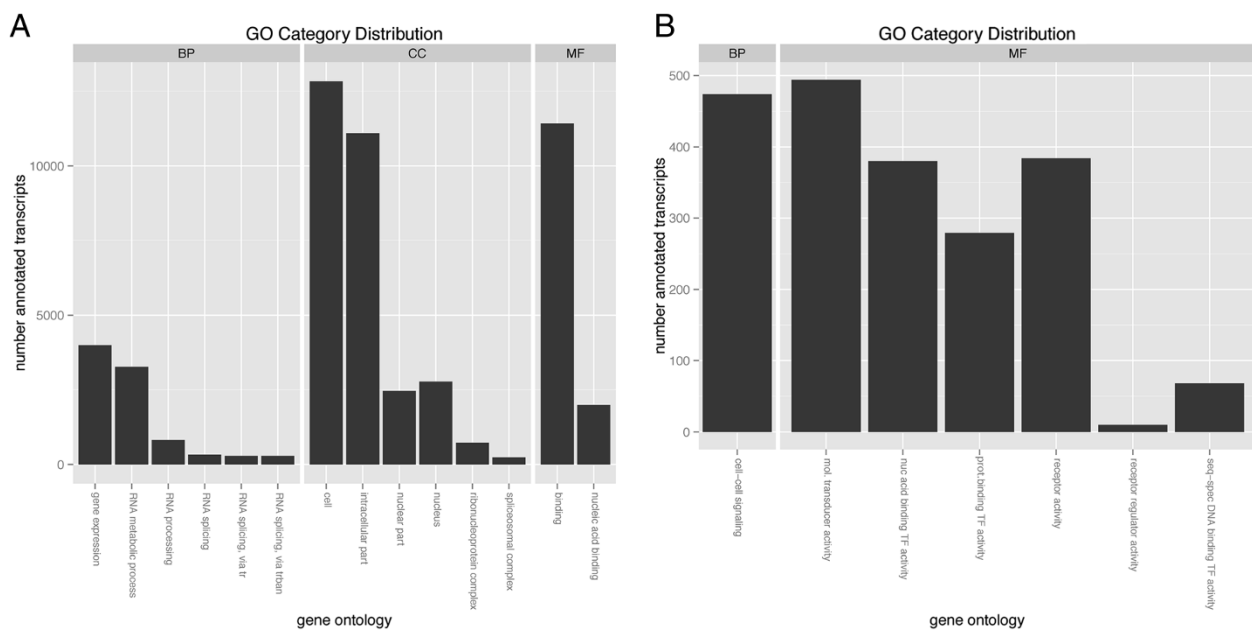 A
GO Category Distribution
BP
CC
MF
number annotated transcripts
10000
5000
0
gene expression
RNA metabolic process
RNA processing
RNA splicing
RNA splicing, via tr
RNA splicing, via trban
cell
intracellular part
nuclear part
nucleus
ribonucleoprotein complex
spliceosomal complex
binding
nucleic acid binding
gene ontology
B
GO Category Distribution
BP
MF
number annotated transcripts
500
400
300
200
100
0
cell-cell signaling
mol. transducer activity
nuc acid binding TF activity
prot.binding TF activity
receptor activity
receptor regulator activity
seq-spec DNA binding TF activity
gene ontology